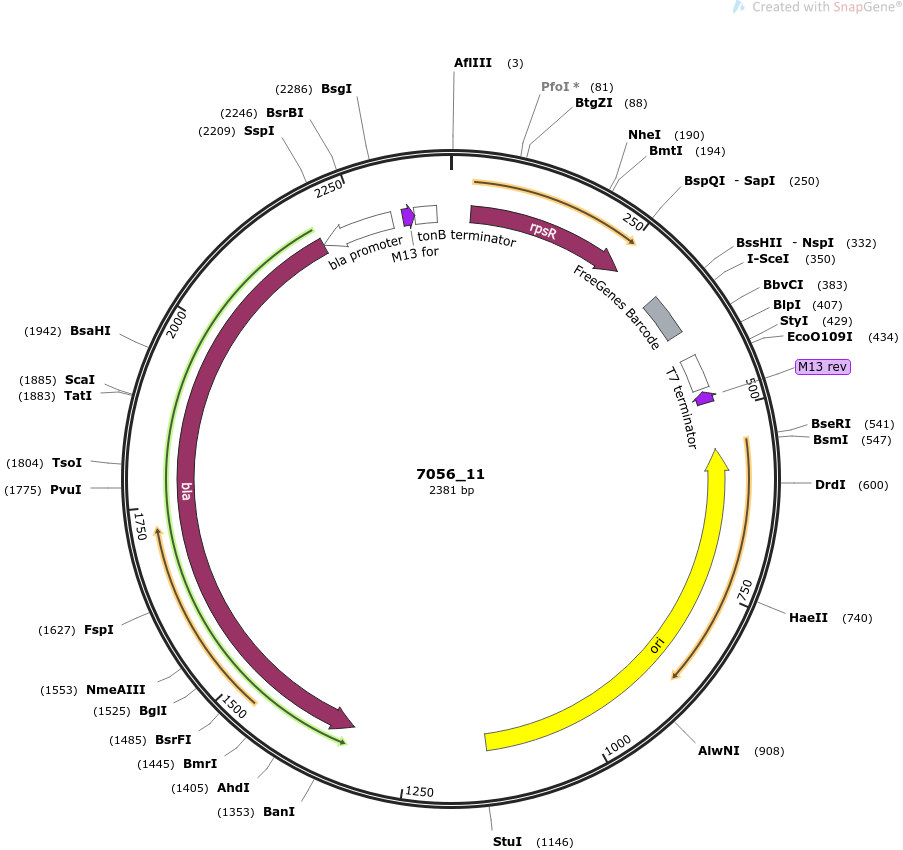 Created with SnapGene®
AflIII (3)
PfoI * (81)
BtgZI (88)
NheI (190)
BmtI (194)
BspQI - SapI (250)
BssHII - NspI (332)
I-SceI (350)
BbvCI (383)
BlpI (407)
StyI (429)
EcoO109I (434)
M13 rev
BseRI (541)
BsmI (547)
DrdI (600)
HaeII (740)
AlwNI (908)
StuI (1146)
(1353) BanI
(1405) AhdI
(1445) BmrI
(1485) BsrFI
(1525) BglI
(1553) NmeAIII
(1627) FspI
(1775) PvuI
(1804) TsoI
(1883) TatI
(1885) ScaI
(1942) BsaHI
(2209) SspI
(2246) BsrBI
(2286) BsgI
250
500
750
1000
1250
1500
1750
2000
2250
rpsR
FreeGenes Barcode
T7 terminator
ori
bla
bla promoter
M13 for
tonB terminator
7056_11
2381 bp